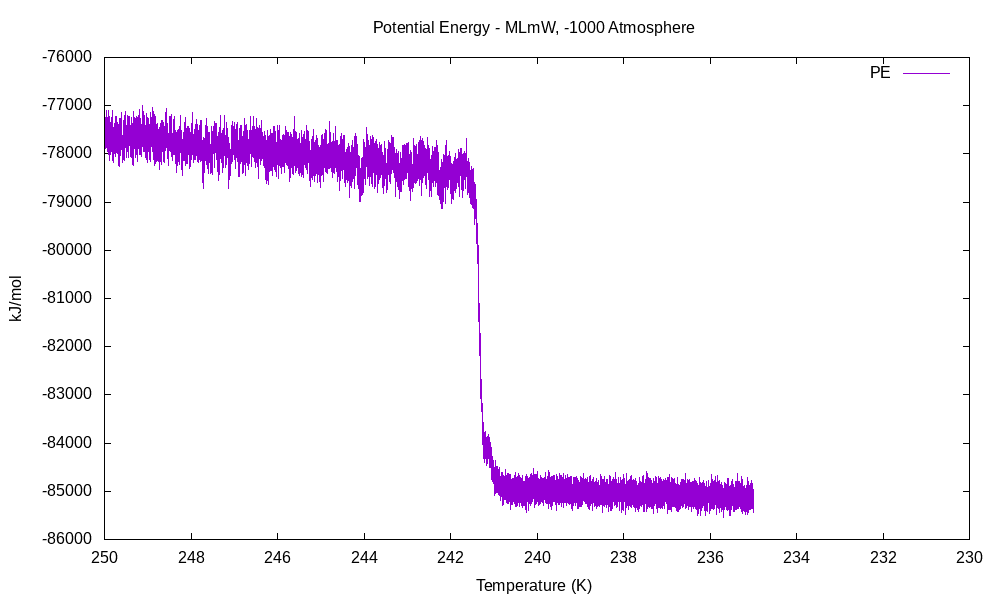 Potential Energy - MLmW, -1000 Atmosphere
PE
-76000
-77000
-78000
-79000
-80000
-81000
-82000
-83000
-84000
-85000
-86000
kJ/mol
250 248 246 244 242 240 238 236 234 232 230
Temperature (K)